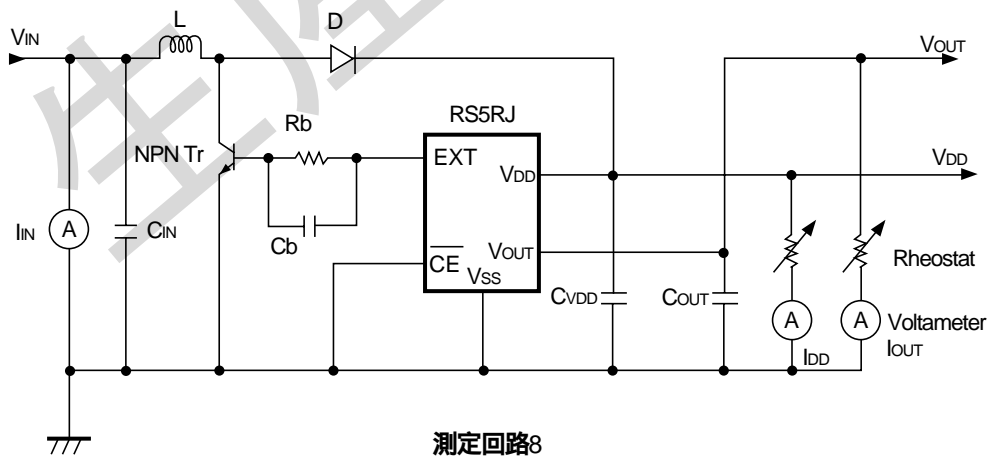 L
D
VIN
VOUT
RS5RJ
Rb
NPN Tr
EXT
VDD
VDD
IIN
A
CIN
Cb
CE
VOUT
VSS
CVDD
COUT
Rheostat
A
A
Voltameter
IDD
IOUT
測定回路8